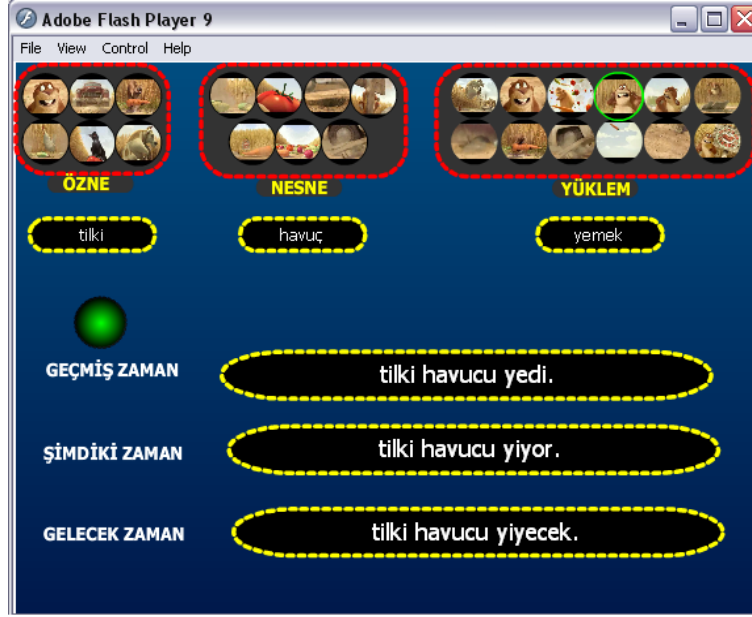 Adobe Flash Player 9
File View Control Help
ÖZNE NESNE YÜKLEM
tilki havuç yemek
GEÇMİŞ ZAMAN tilki havucu yedi.
ŞİMDİKİ ZAMAN tilki havucu yiyor.
GELECEK ZAMAN tilki havucu yiyecek.